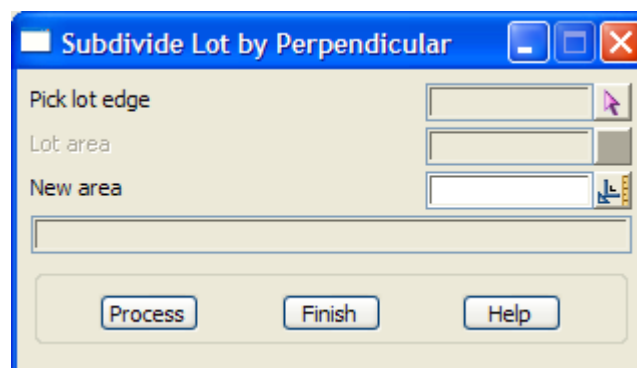 Subdivide Lot by Perpendicular
Pick lot edge
Lot area
New area
Process Finish Help